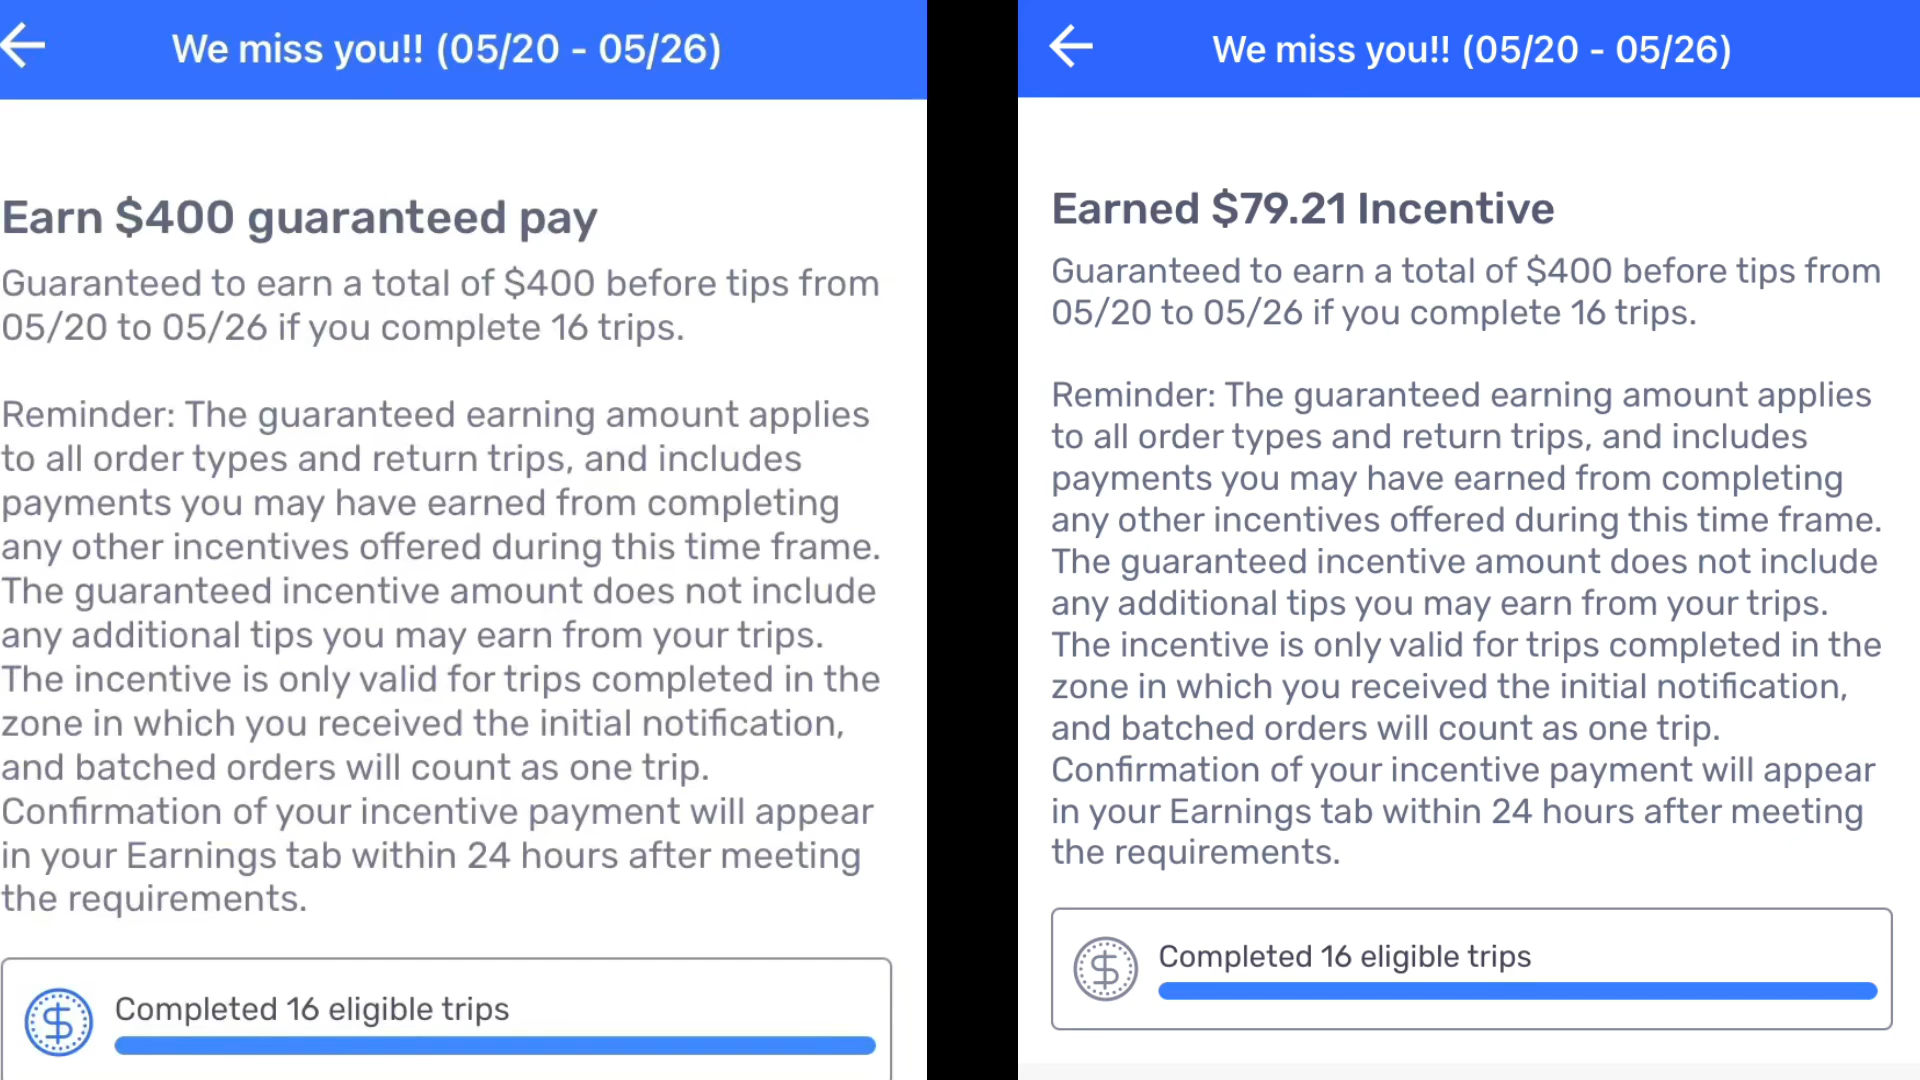 We miss you!! (05/20 - 05/26)
Earn $400 guaranteed pay
Guaranteed to earn a total of $400 before tips from
05/20 to 05/26 if you complete 16 trips.
Reminder: The guaranteed earning amount applies
to all order types and return trips, and includes
payments you may have earned from completing
any other incentives offered during this time frame.
The guaranteed incentive amount does not include
any additional tips you may earn from your trips.
The incentive is only valid for trips completed in the
zone in which you received the initial notification,
and batched orders will count as one trip.
Confirmation of your incentive payment will appear
in your Earnings tab within 24 hours after meeting
the requirements.
Completed 16 eligible trips
We miss you!! (05/20 - 05/26)
Earned $79.21 Incentive
Guaranteed to earn a total of $400 before tips from
05/20 to 05/26 if you complete 16 trips.
Reminder: The guaranteed earning amount applies
to all order types and return trips, and includes
payments you may have earned from completing
any other incentives offered during this time frame.
The guaranteed incentive amount does not include
any additional tips you may earn from your trips.
The incentive is only valid for trips completed in the
zone in which you received the initial notification,
and batched orders will count as one trip.
Confirmation of your incentive payment will appear
in your Earnings tab within 24 hours after meeting
the requirements.
Completed 16 eligible trips